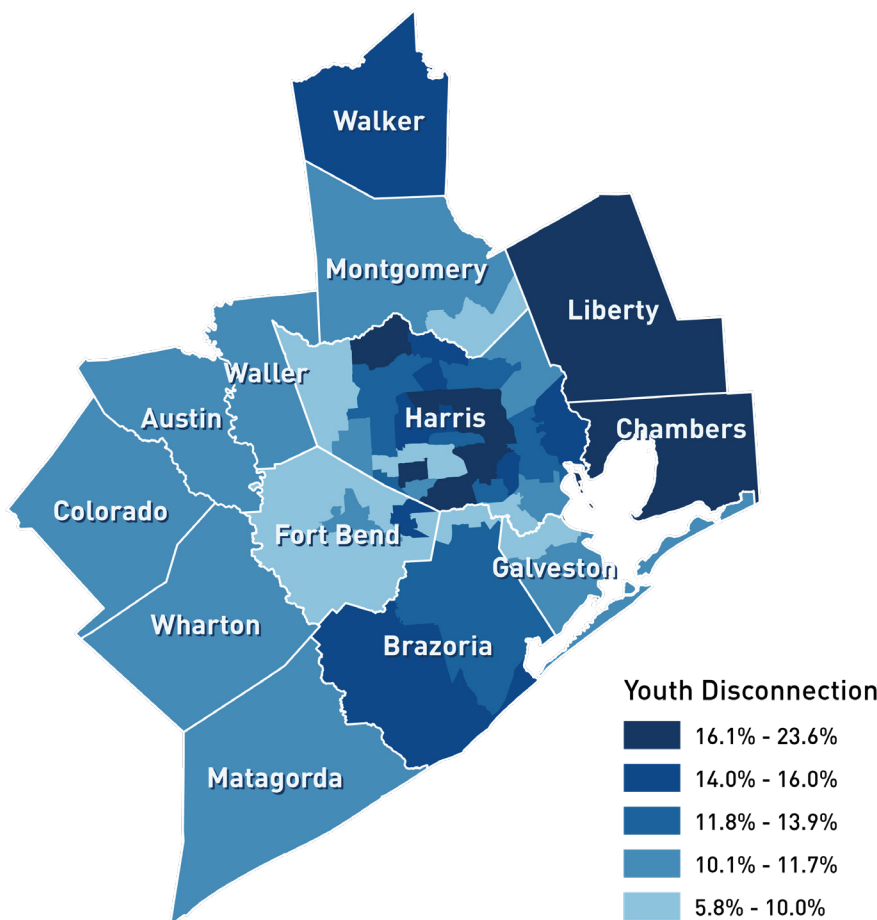 Walker
Montgomery
Liberty
Waller
Harris
Austin
Chambers
Colorado
Fort Bend
Galveston
Wharton
Brazoria
Matagorda
Youth Disconnection
16.1% - 23.6%
14.0% - 16.0%
11.8% - 13.9%
10.1% - 11.7%
5.8% - 10.0%